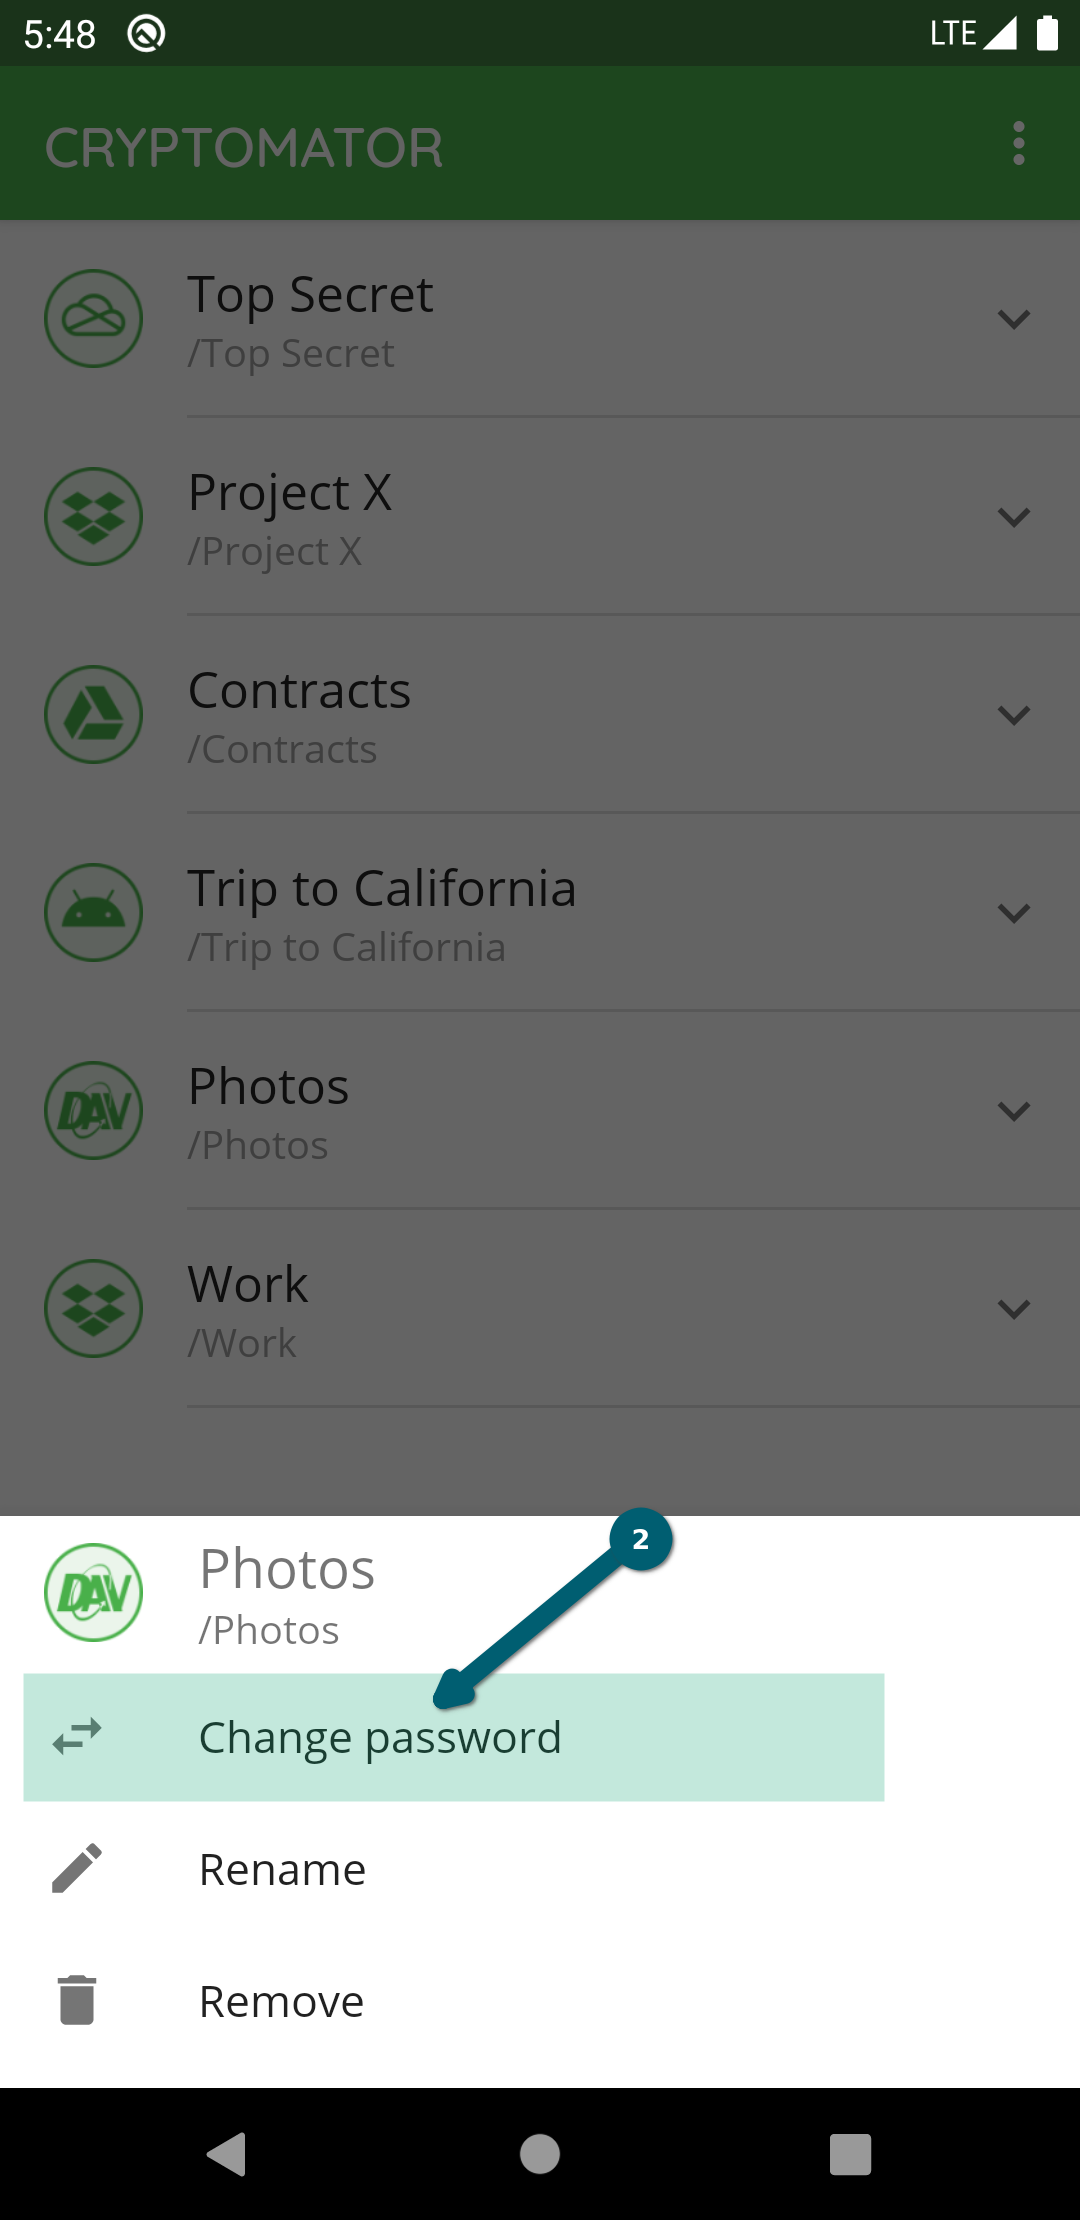 5:48
LTE
CRYPTOMATOR
Top Secret
/Top Secret
Project X
/Project X
Contracts
/Contracts
Trip to California
/Trip to California
DAV
Photos
/Photos
Work
/Work
2
DAV
Photos
/Photos
Change password
Rename
Remove